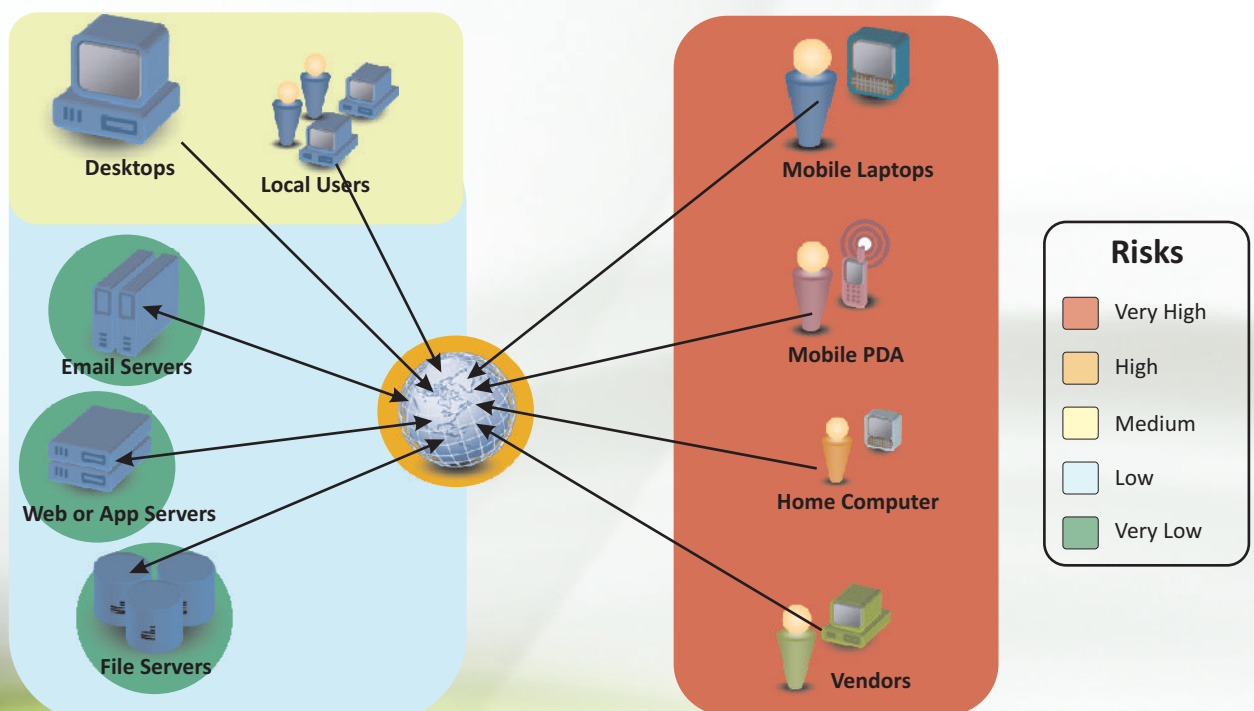 Desktops
Local Users
Email Servers
Web or App Servers
File Servers
Mobile Laptops
Mobile PDA
Home Computer
Vendors
Risks
Very High
High
Medium
Low
Very Low